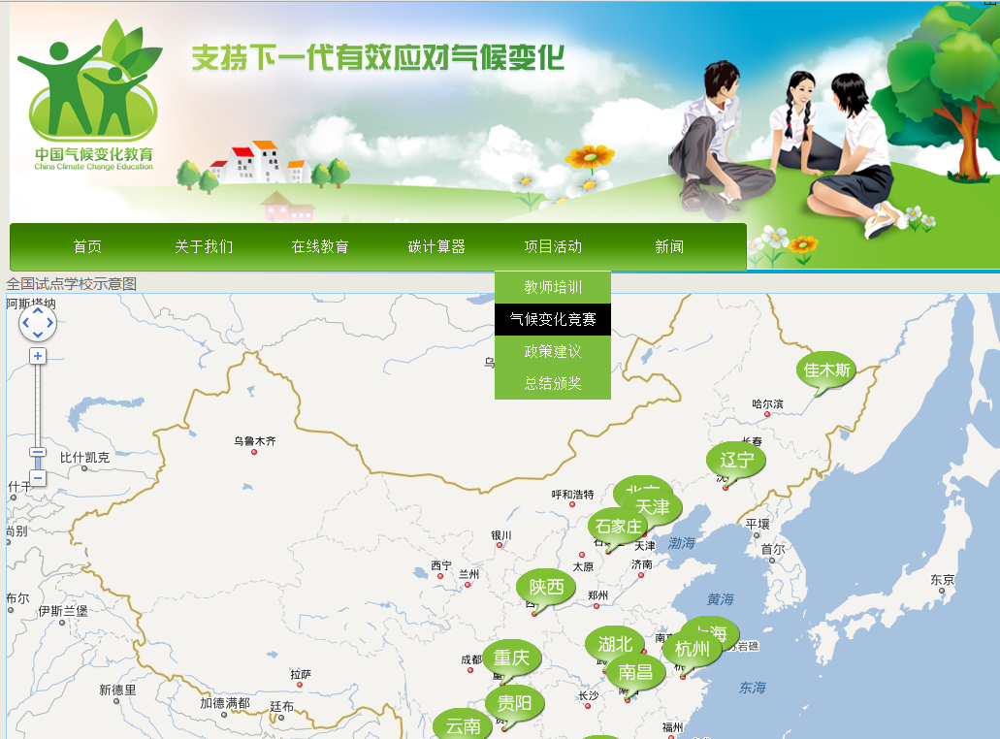 支持下一代有效应对气候变化
中国气候变化教育
China Climate Change Education
首页 关于我们 在线教育 碳计算器 项目活动 新闻
教师培训
气候变化竞赛
政策建议
总结颁奖
全国试点学校示意图
阿斯塔纳
乌
佳木斯
哈尔滨
长春
乌鲁木齐
比什凯克
辽宁
什干
北京
呼和浩特
天津
石家庄
平壤
尚别
银川
渤海
天津
首尔
太原
西宁
兰州
济南
东京
陕西
布尔
郑州
黄海
伊斯兰堡
上海
湖北
杭州
苏岩礁
成都
重庆
南昌
拉萨
新德里
加德满都
廷布
贵阳
长沙
东海
云南
福州